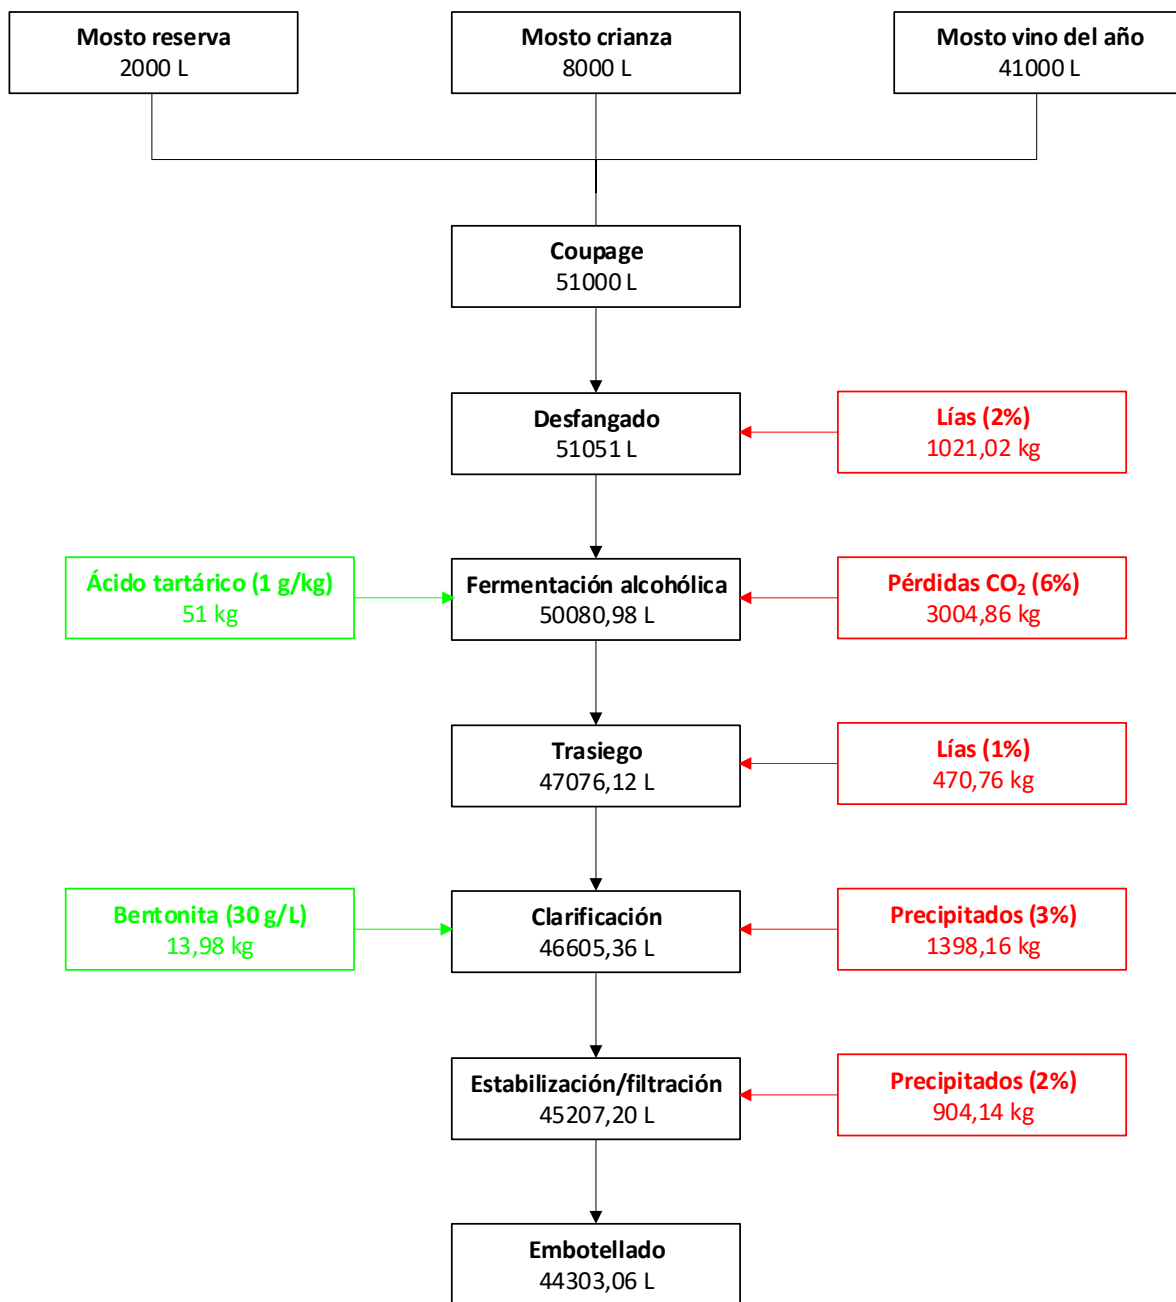 Mosto reserva
2000 L
Mosto crianza
8000 L
Mosto vino del año
41000 L
Coupage
51000 L
Desfangado
51051 L
Lías (2%)
1021,02 kg
Ácido tartárico (1 g/kg)
51 kg
Fermentación alcohólica
50080,98 L
Pérdidas CO₂ (6%)
3004,86 kg
Trasiego
47076,12 L
Lías (1%)
470,76 kg
Bentonita (30 g/L)
13,98 kg
Clarificación
46605,36 L
Precipitados (3%)
1398,16 kg
Estabilización/filtración
45207,20 L
Precipitados (2%)
904,14 kg
Embotellado
44303,06 L